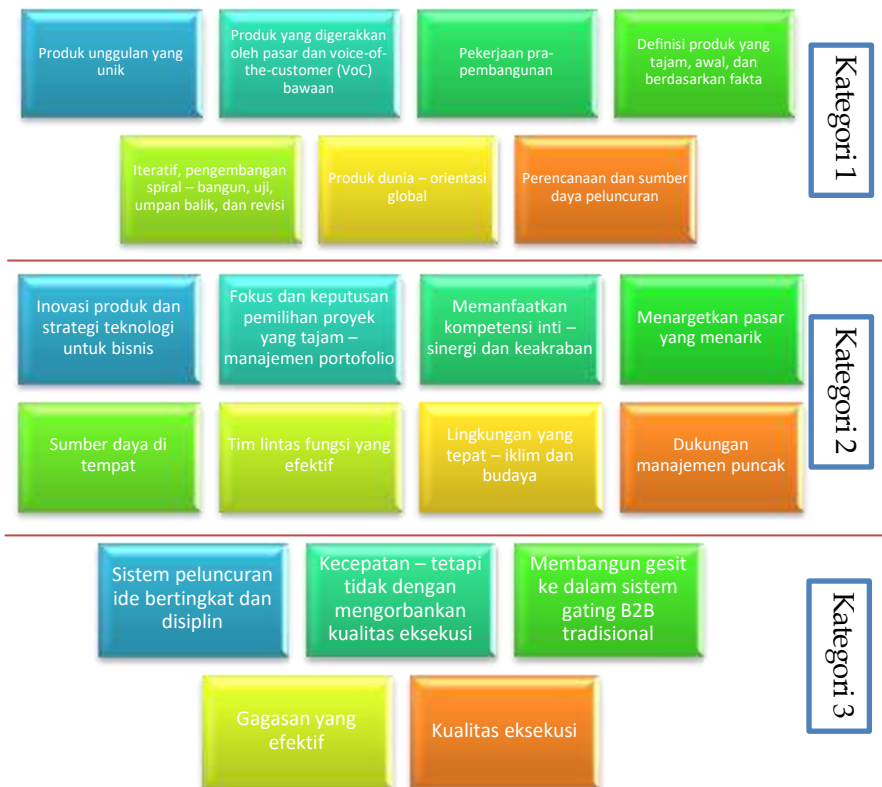 Produk unggulan yang
unik
Produk yang digerakkan
oleh pasar dan voice-of-
the-customer (VoC)
bawaan
Pekerjaan pra-
pembangunan
Definisi produk yang
tajam, awal, dan
berdasarkan fakta
Iteratif, pengembangan
spiral – bangun, uji,
umpan balik, dan revisi
Produk dunia – orientasi
global
Perencanaan dan sumber
daya peluncuran
Kategori 1
Inovasi produk dan
strategi teknologi
untuk bisnis
Fokus dan keputusan
pemilihan proyek
yang tajam –
manajemen portofolio
Memanfaatkan
kompetensi inti –
sinergi dan keakraban
Menargetkan pasar
yang menarik
Sumber daya di
tempat
Tim lintas fungsi yang
efektif
Lingkungan yang
tepat – iklim dan
budaya
Dukungan
manajemen puncak
Kategori 2
Sistem peluncuran
ide bertingkat dan
disiplin
Kecepatan – tetapi
tidak dengan
mengorbankan
kualitas eksekusi
Membangun gesit
ke dalam sistem
gating B2B
tradisional
Gagasan yang
efektif
Kualitas eksekusi
Kategori 3